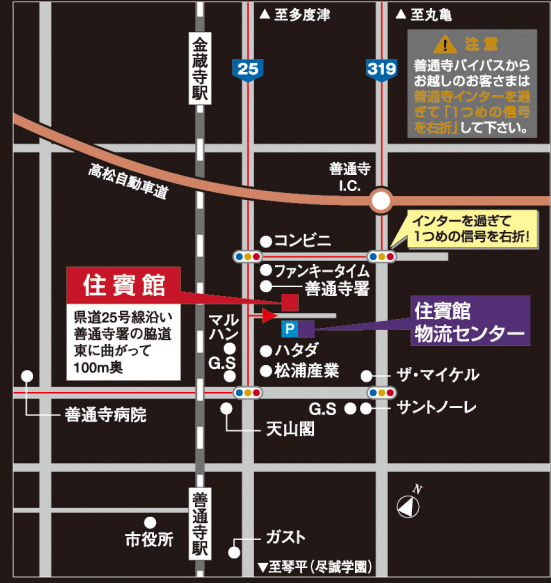 ▲至多度津
▲至丸亀
金蔵寺駅
25
319
注意
善通寺バイパスから
お越しのお客さまは
善通寺インターを過
ぎて「1つめの信号
を右折」して下さい。
高松自動車道
善通寺
I.C.
インターを過ぎて
1つめの信号を右折!
コンビニ
ファンキータイム
善通寺署
住賓館
県道25号線沿い
善通寺署の脇道
東に曲がって
100m奥
マル
ハン
G.S
P
住賓館
物流センター
ハタダ
松浦産業
ザ・マイケル
善通寺病院
天山閣
G.S
サントノーレ
善通寺駅
市役所
ガスト
N
▼至琴平(尽誠学園)